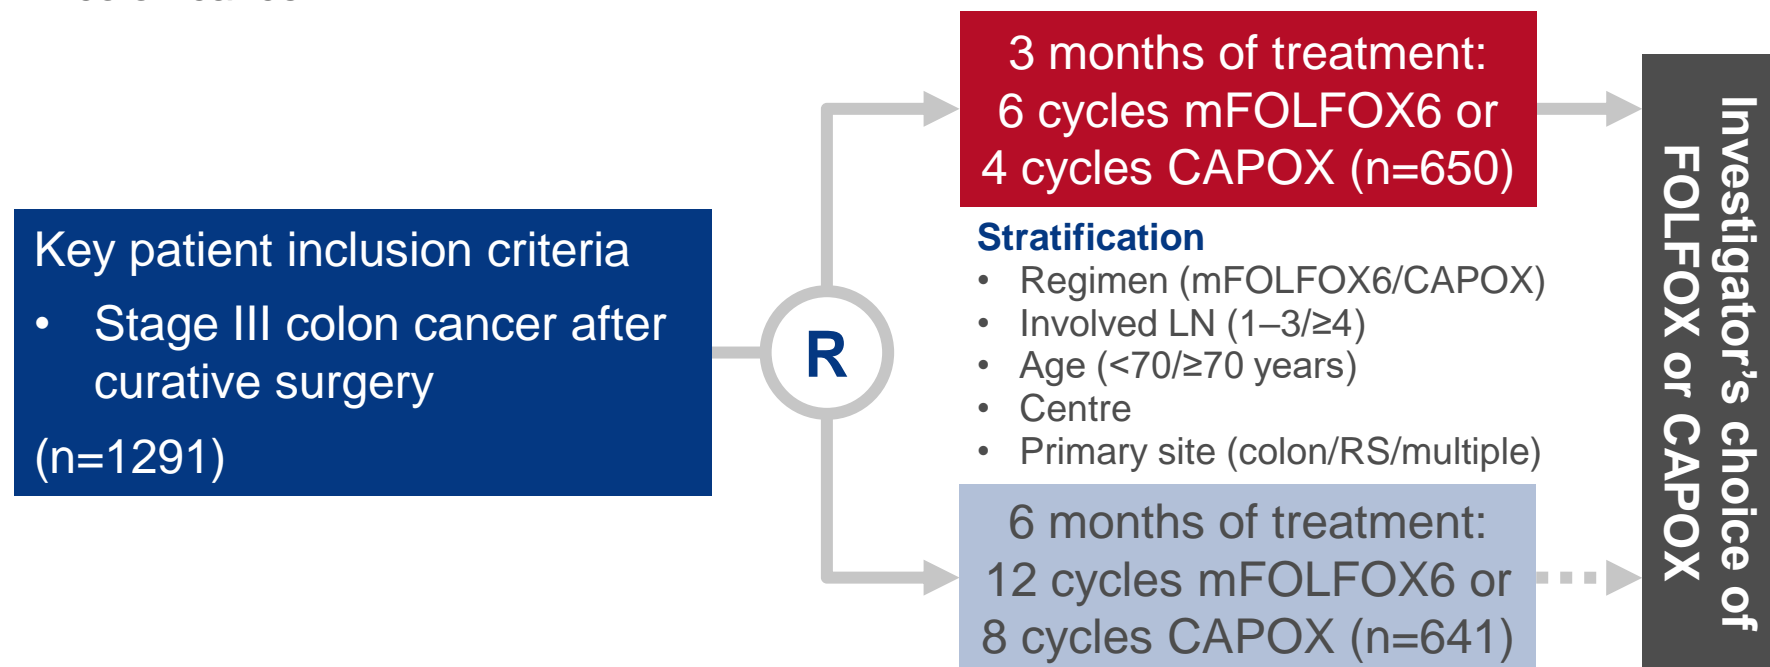 Key patient inclusion criteria
• Stage III colon cancer after
curative surgery
(n=1291)
R
3 months of treatment:
6 cycles mFOLFOX6 or
4 cycles CAPOX (n=650)
Stratification
• Regimen (mFOLFOX6/CAPOX)
• Involved LN (1–3/≥4)
• Age (<70/≥70 years)
• Centre
• Primary site (colon/RS/multiple)
6 months of treatment:
12 cycles mFOLFOX6 or
8 cycles CAPOX (n=641)
Investigator’s choice of
FOLFOX or CAPOX